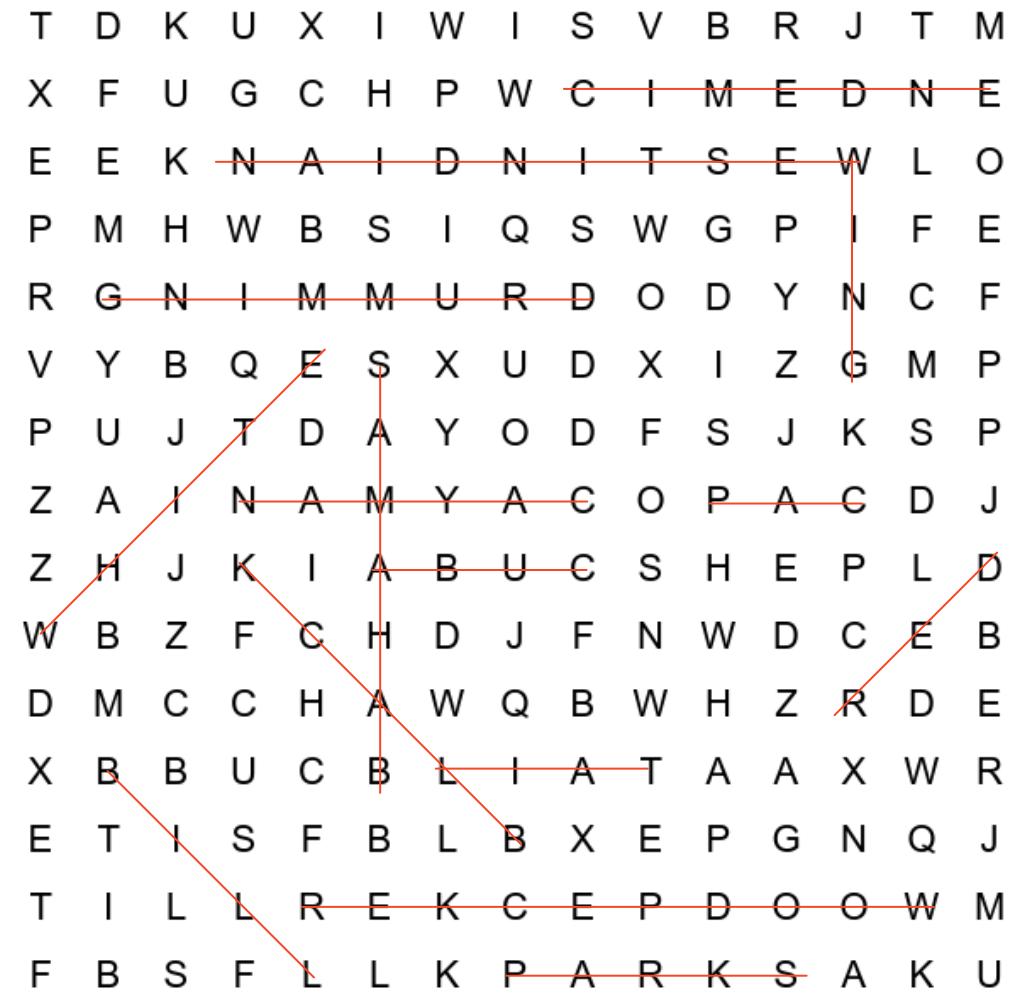 T D K U X I W I S V B R J T M
X F U G C H P W C I M E D N E
E E K N A I D N I T S E W L O
P M H W B S I Q S W G P I F E
R G N I M M U R D O D Y N C F
V Y B Q E S X U D X I Z G M P
P U J T D A Y O D F S J K S P
Z A I N A M Y A C O P A C D J
Z H J K I A B U C S H E P L D
W B Z F C H D J F N W D C E B
D M C C H A W Q B W H Z R D E
X B B U C B L I A T A A X W R
E T I S F B L B X E P G N Q J
T I L L R E K C E P D O O W M
F B S F L L K P A R K S A K U